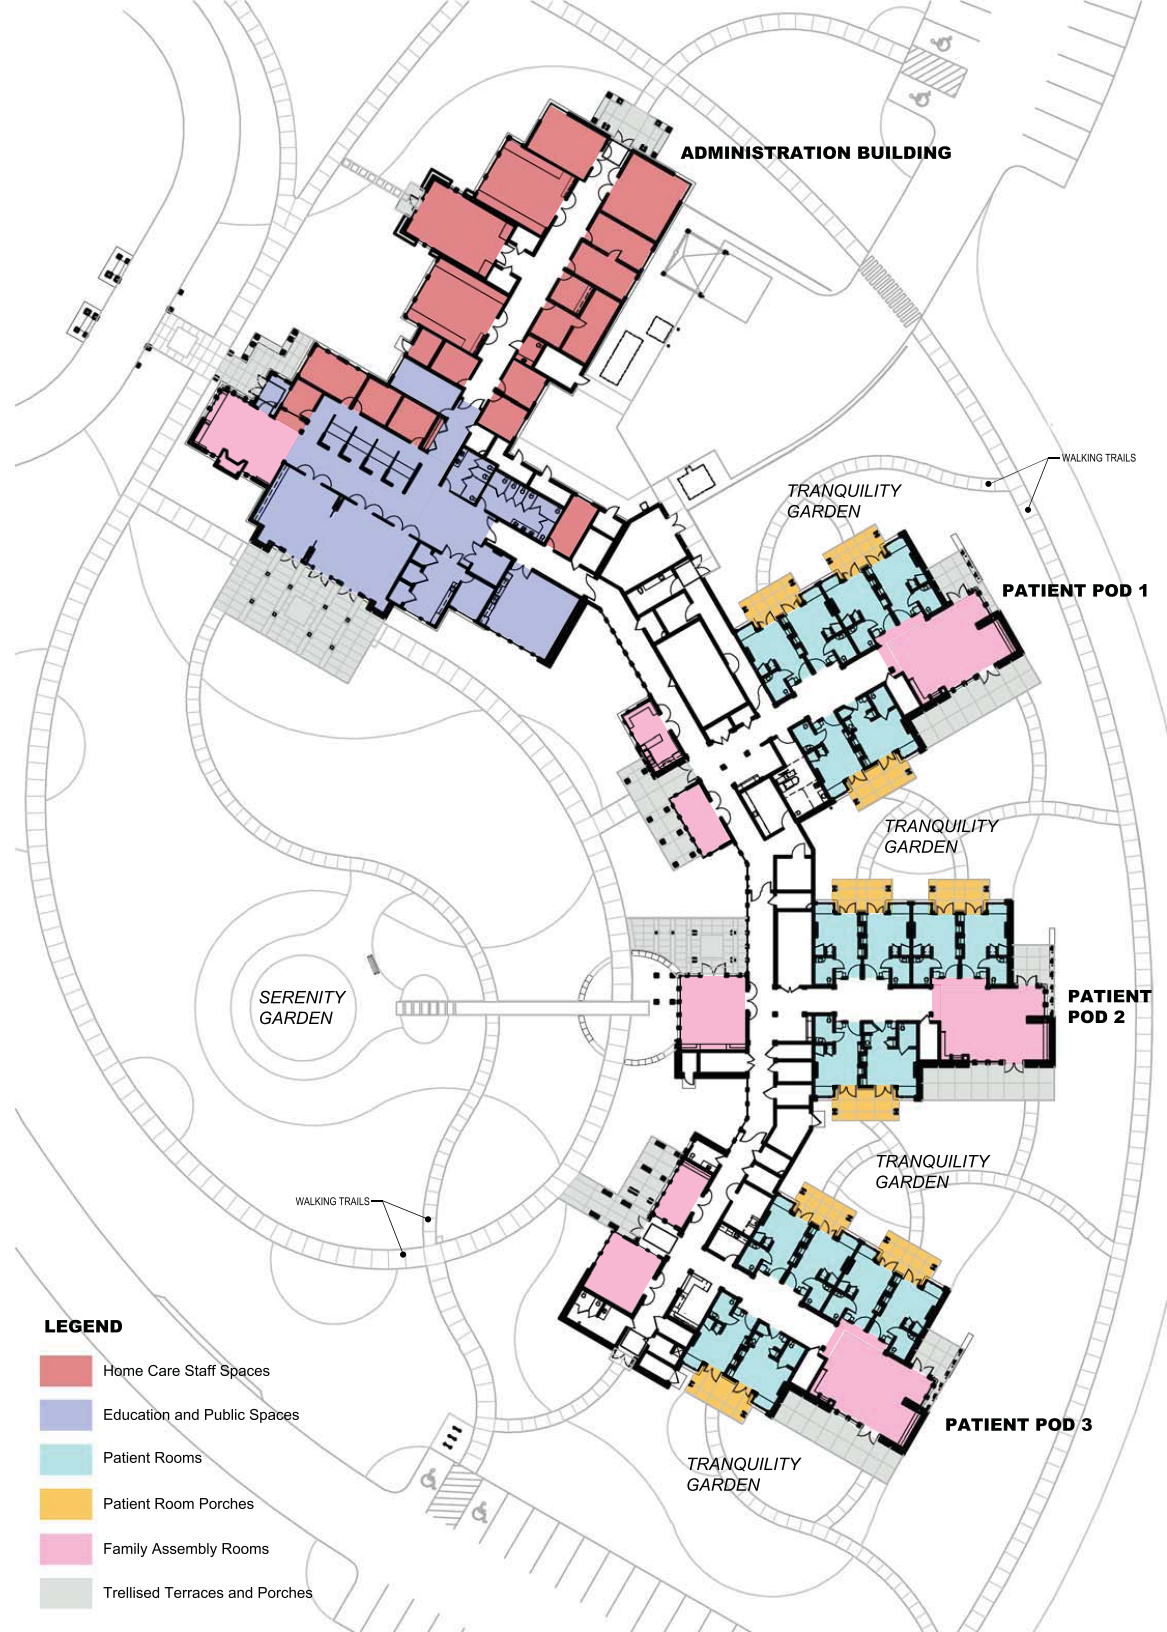 ADMINISTRATION BUILDING
WALKING TRAILS
TRANQUILITY
GARDEN
PATIENT POD 1
TRANQUILITY
GARDEN
SERENITY
GARDEN
PATIENT
POD 2
TRANQUILITY
GARDEN
WALKING TRAILS
LEGEND
Home Care Staff Spaces
Education and Public Spaces
Patient Rooms
Patient Room Porches
Family Assembly Rooms
Trellised Terraces and Porches
PATIENT POD 3
TRANQUILITY
GARDEN